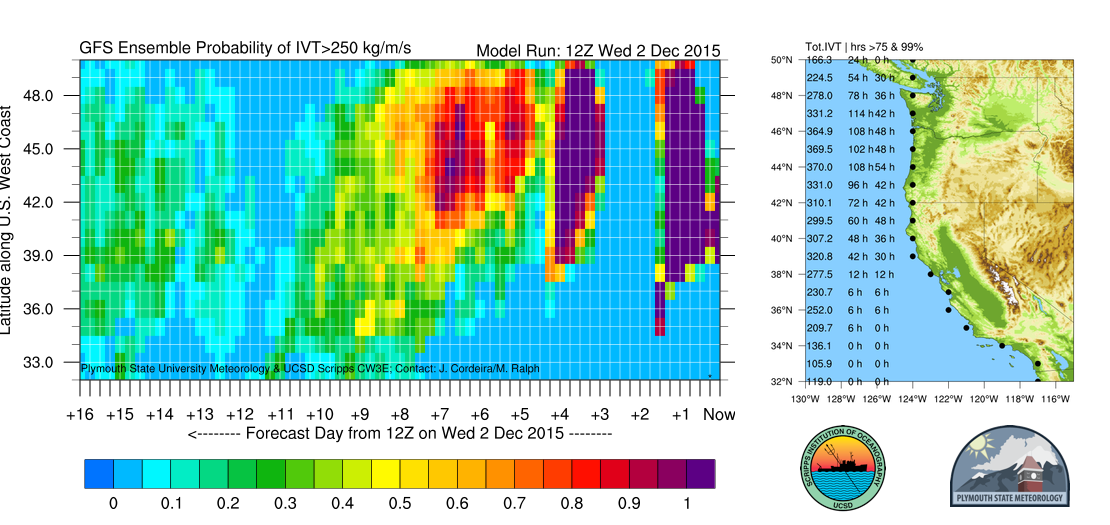 GFS Ensemble Probability of IVT>250 kg/m/s
Model Run: 12Z Wed 2 Dec 2015
Latitude along U.S. West Coast
48.0
45.0
42.0
39.0
36.0
33.0
Plymouth State University Meteorology & UCSD Scripps CW3E; Contact: J. Cordeira/M. Ralph
+16 +15 +14 +13 +12 +11 +10 +9 +8 +7 +6 +5 +4 +3 +2 +1 Now
<-------- Forecast Day from 12Z on Wed 2 Dec 2015 --------
0 0.1 0.2 0.3 0.4 0.5 0.6 0.7 0.8 0.9 1
Tot.IVT | hrs >75 & 99%
50°N 166.3 24 h 0 h
224.5 54 h 30 h
48°N 278.0 78 h 36 h
331.2 114 h 42 h
46°N 364.9 108 h 48 h
369.5 102 h 48 h
44°N 370.0 108 h 54 h
331.0 96 h 42 h
42°N 310.1 72 h 42 h
299.5 60 h 48 h
40°N 307.2 48 h 36 h
320.8 42 h 30 h
38°N 277.5 12 h 12 h
230.7 6 h 6 h
36°N 252.0 6 h 6 h
209.7 6 h 0 h
34°N 136.1 0 h 0 h
105.9 0 h 0 h
32°N 119.0 0 h 0 h
130°W 128°W 126°W 124°W 122°W 120°W 118°W 116°W
SCRIPPS INSTITUTION OF OCEANOGRAPHY
UCSD
PLYMOUTH STATE METEOROLOGY